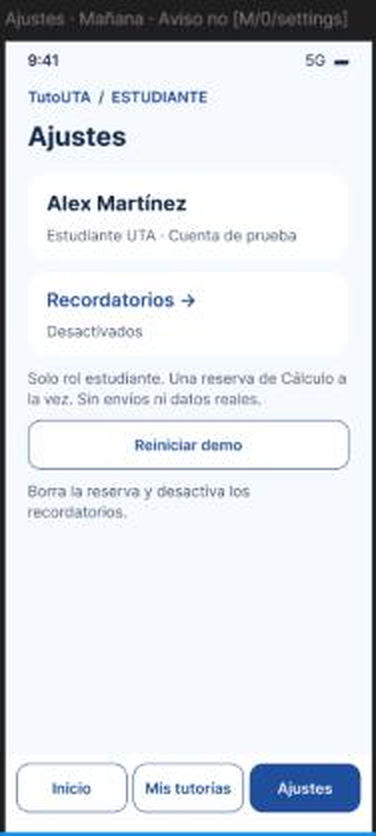 Ajustes · Mañana · Aviso no [M/0/settings]
9:41
5G
TutoUTA / ESTUDIANTE
Ajustes
Alex Martínez
Estudiante UTA · Cuenta de prueba
Recordatorios →
Desactivados
Solo rol estudiante. Una reserva de Cálculo a
la vez. Sin envíos ni datos reales.
Reiniciar demo
Borra la reserva y desactiva los
recordatorios.
Inicio
Mis tutorías
Ajustes